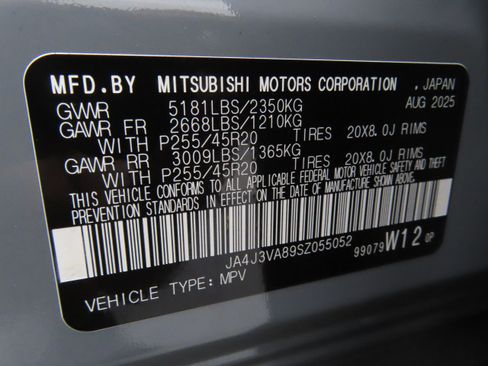 MFD.BY MITSUBISHI MOTORS CORPORATION , JAPAN
AUG 2025
GVWR 5181LBS/2350KG
GAWR FR 2668LBS/1210KG
WITH P255/45R20 TIRES 20X8.0J RIMS
GAWR RR 3009LBS/1365KG
WITH P255/45R20 TIRES 20X8.0J RIMS
THIS VEHICLE CONFORMS TO ALL APPLICABLE FEDERAL MOTOR VEHICLE SAFETY AND THEFT
PREVENTION STANDARDS IN EFFECT ON THE DATE OF MANUFACTURE SHOWN ABOVE.
JA4J3VA89SZ055052
99079 W12 0P
VEHICLE TYPE: MPV